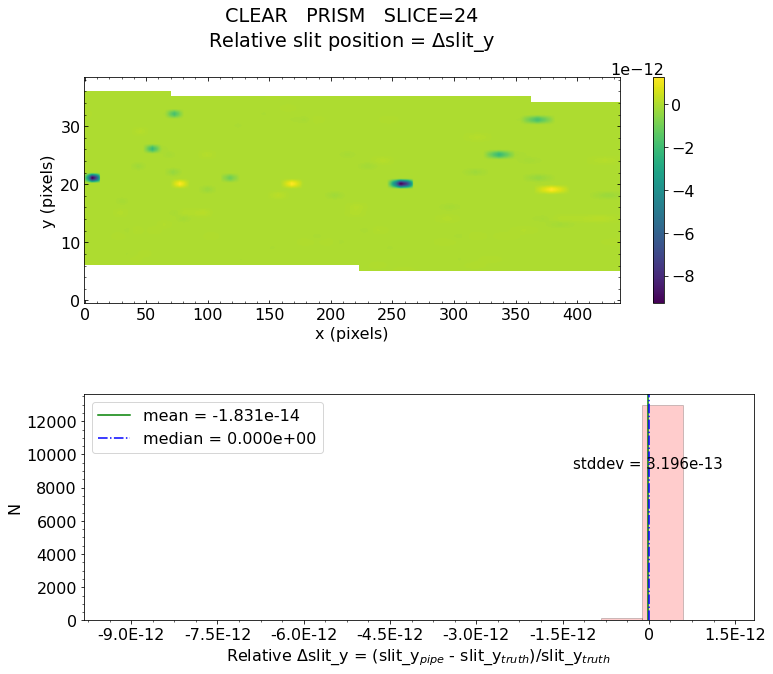 CLEAR PRISM SLICE=24
Relative slit position = Δslit_y
1e−12
0
−2
−4
−6
−8
y (pixels)
30
20
10
0
0 50 100 150 200 250 300 350 400
x (pixels)
mean = -1.831e-14
median = 0.000e+00
stddev = 3.196e-13
N
12000
10000
8000
6000
4000
2000
0
-9.0E-12 -7.5E-12 -6.0E-12 -4.5E-12 -3.0E-12 -1.5E-12 0 1.5E-12
Relative Δslit_y = (slit_y_pipe - slit_y_truth)/slit_y_truth